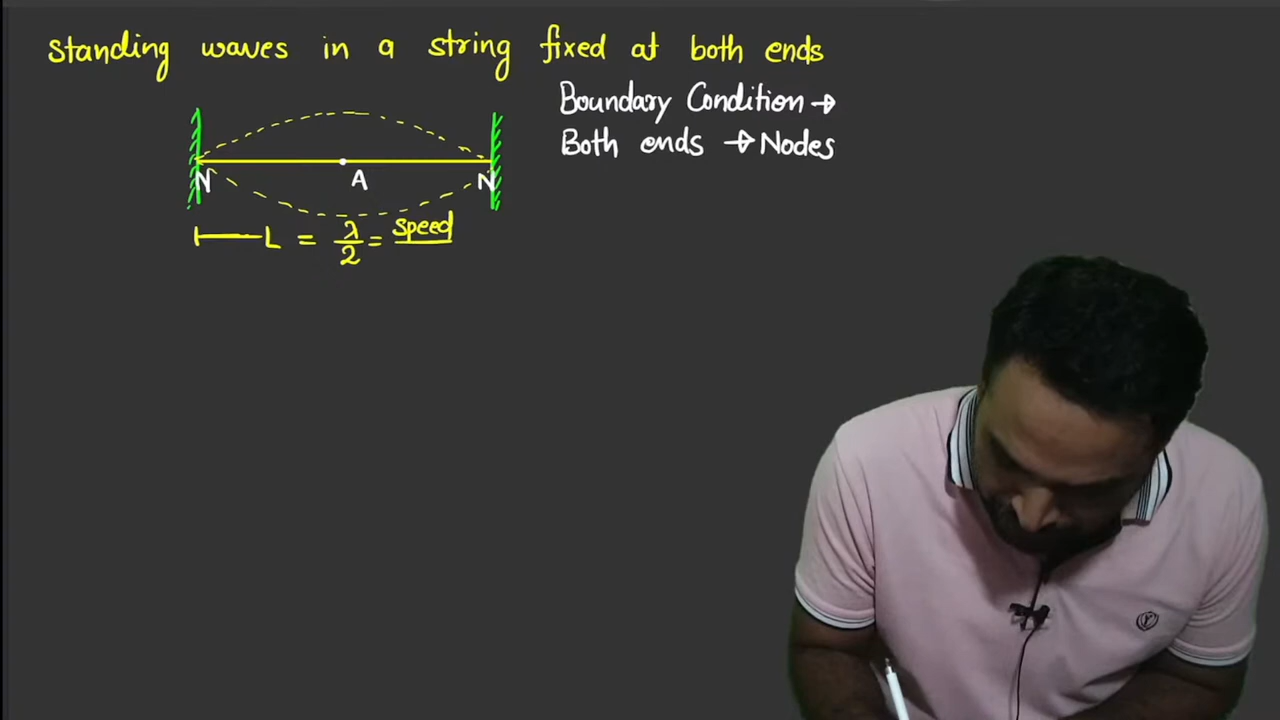 standing waves in a string fixed at both ends
Boundary Condition →
Both ends → Nodes
N A N
L = λ/2 = speed